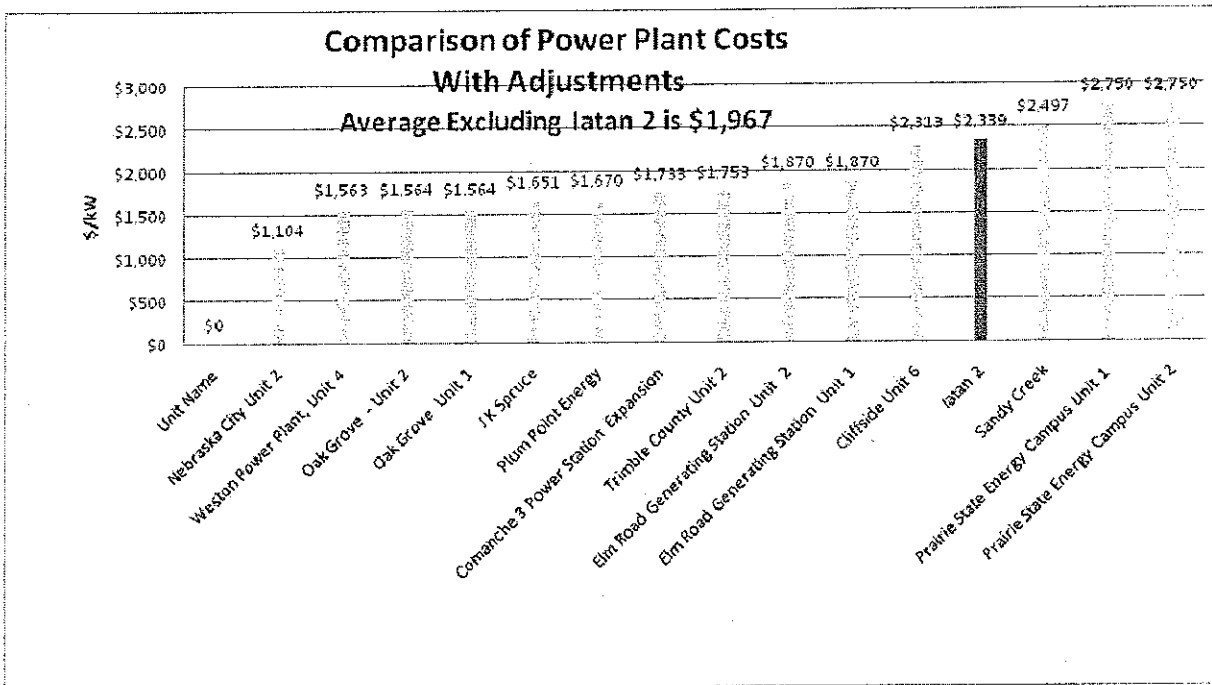 Comparison of Power Plant Costs
With Adjustments
Average Excluding Iatan 2 is $1,967
$/kW
$3,000
$2,500
$2,000
$1,500
$1,000
$500
$0
$0
$1,104
$1,563
$1,564
$1,564
$1,651
$1,670
$1,733
$1,753
$1,870
$1,870
$2,313
$2,339
$2,497
$2,750
$2,750
Unit Name
Nebraska City Unit 2
Weston Power Plant, Unit 4
Oak Grove - Unit 2
Oak Grove Unit 1
J K Spruce
Plum Point Energy
Comanche 3 Power Station Expansion
Trimble County Unit 2
Elm Road Generating Station Unit 2
Elm Road Generating Station Unit 1
Cliffside Unit 6
Iatan 2
Sandy Creek
Prairie State Energy Campus Unit 1
Prairie State Energy Campus Unit 2